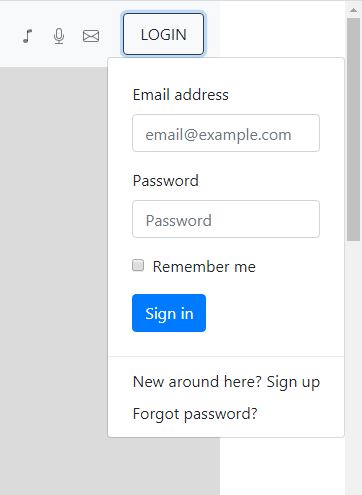 LOGIN
Email address
email@example.com
Password
Password
Remember me
Sign in
New around here? Sign up
Forgot password?